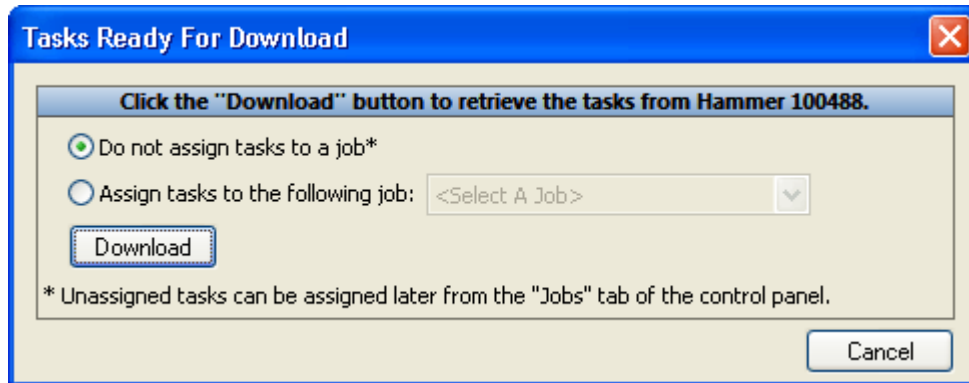 Tasks Ready For Download
Click the "Download" button to retrieve the tasks from Hammer 100488.
Do not assign tasks to a job*
Assign tasks to the following job: <Select A Job>
Download
* Unassigned tasks can be assigned later from the "Jobs" tab of the control panel.
Cancel